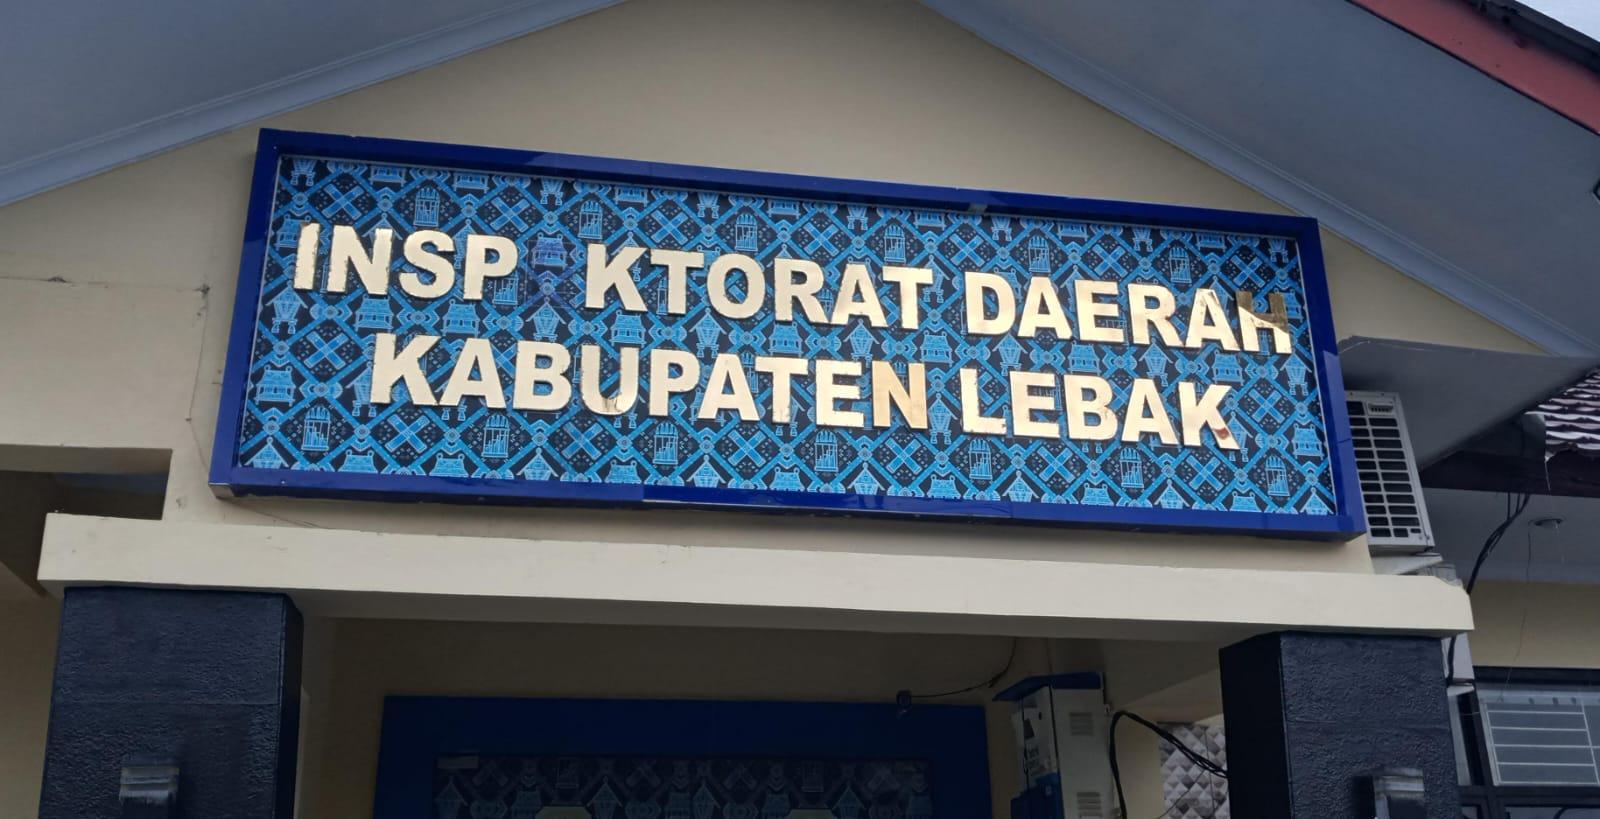 INSP KTORAT DAERAH
KABUPATEN LEBAK